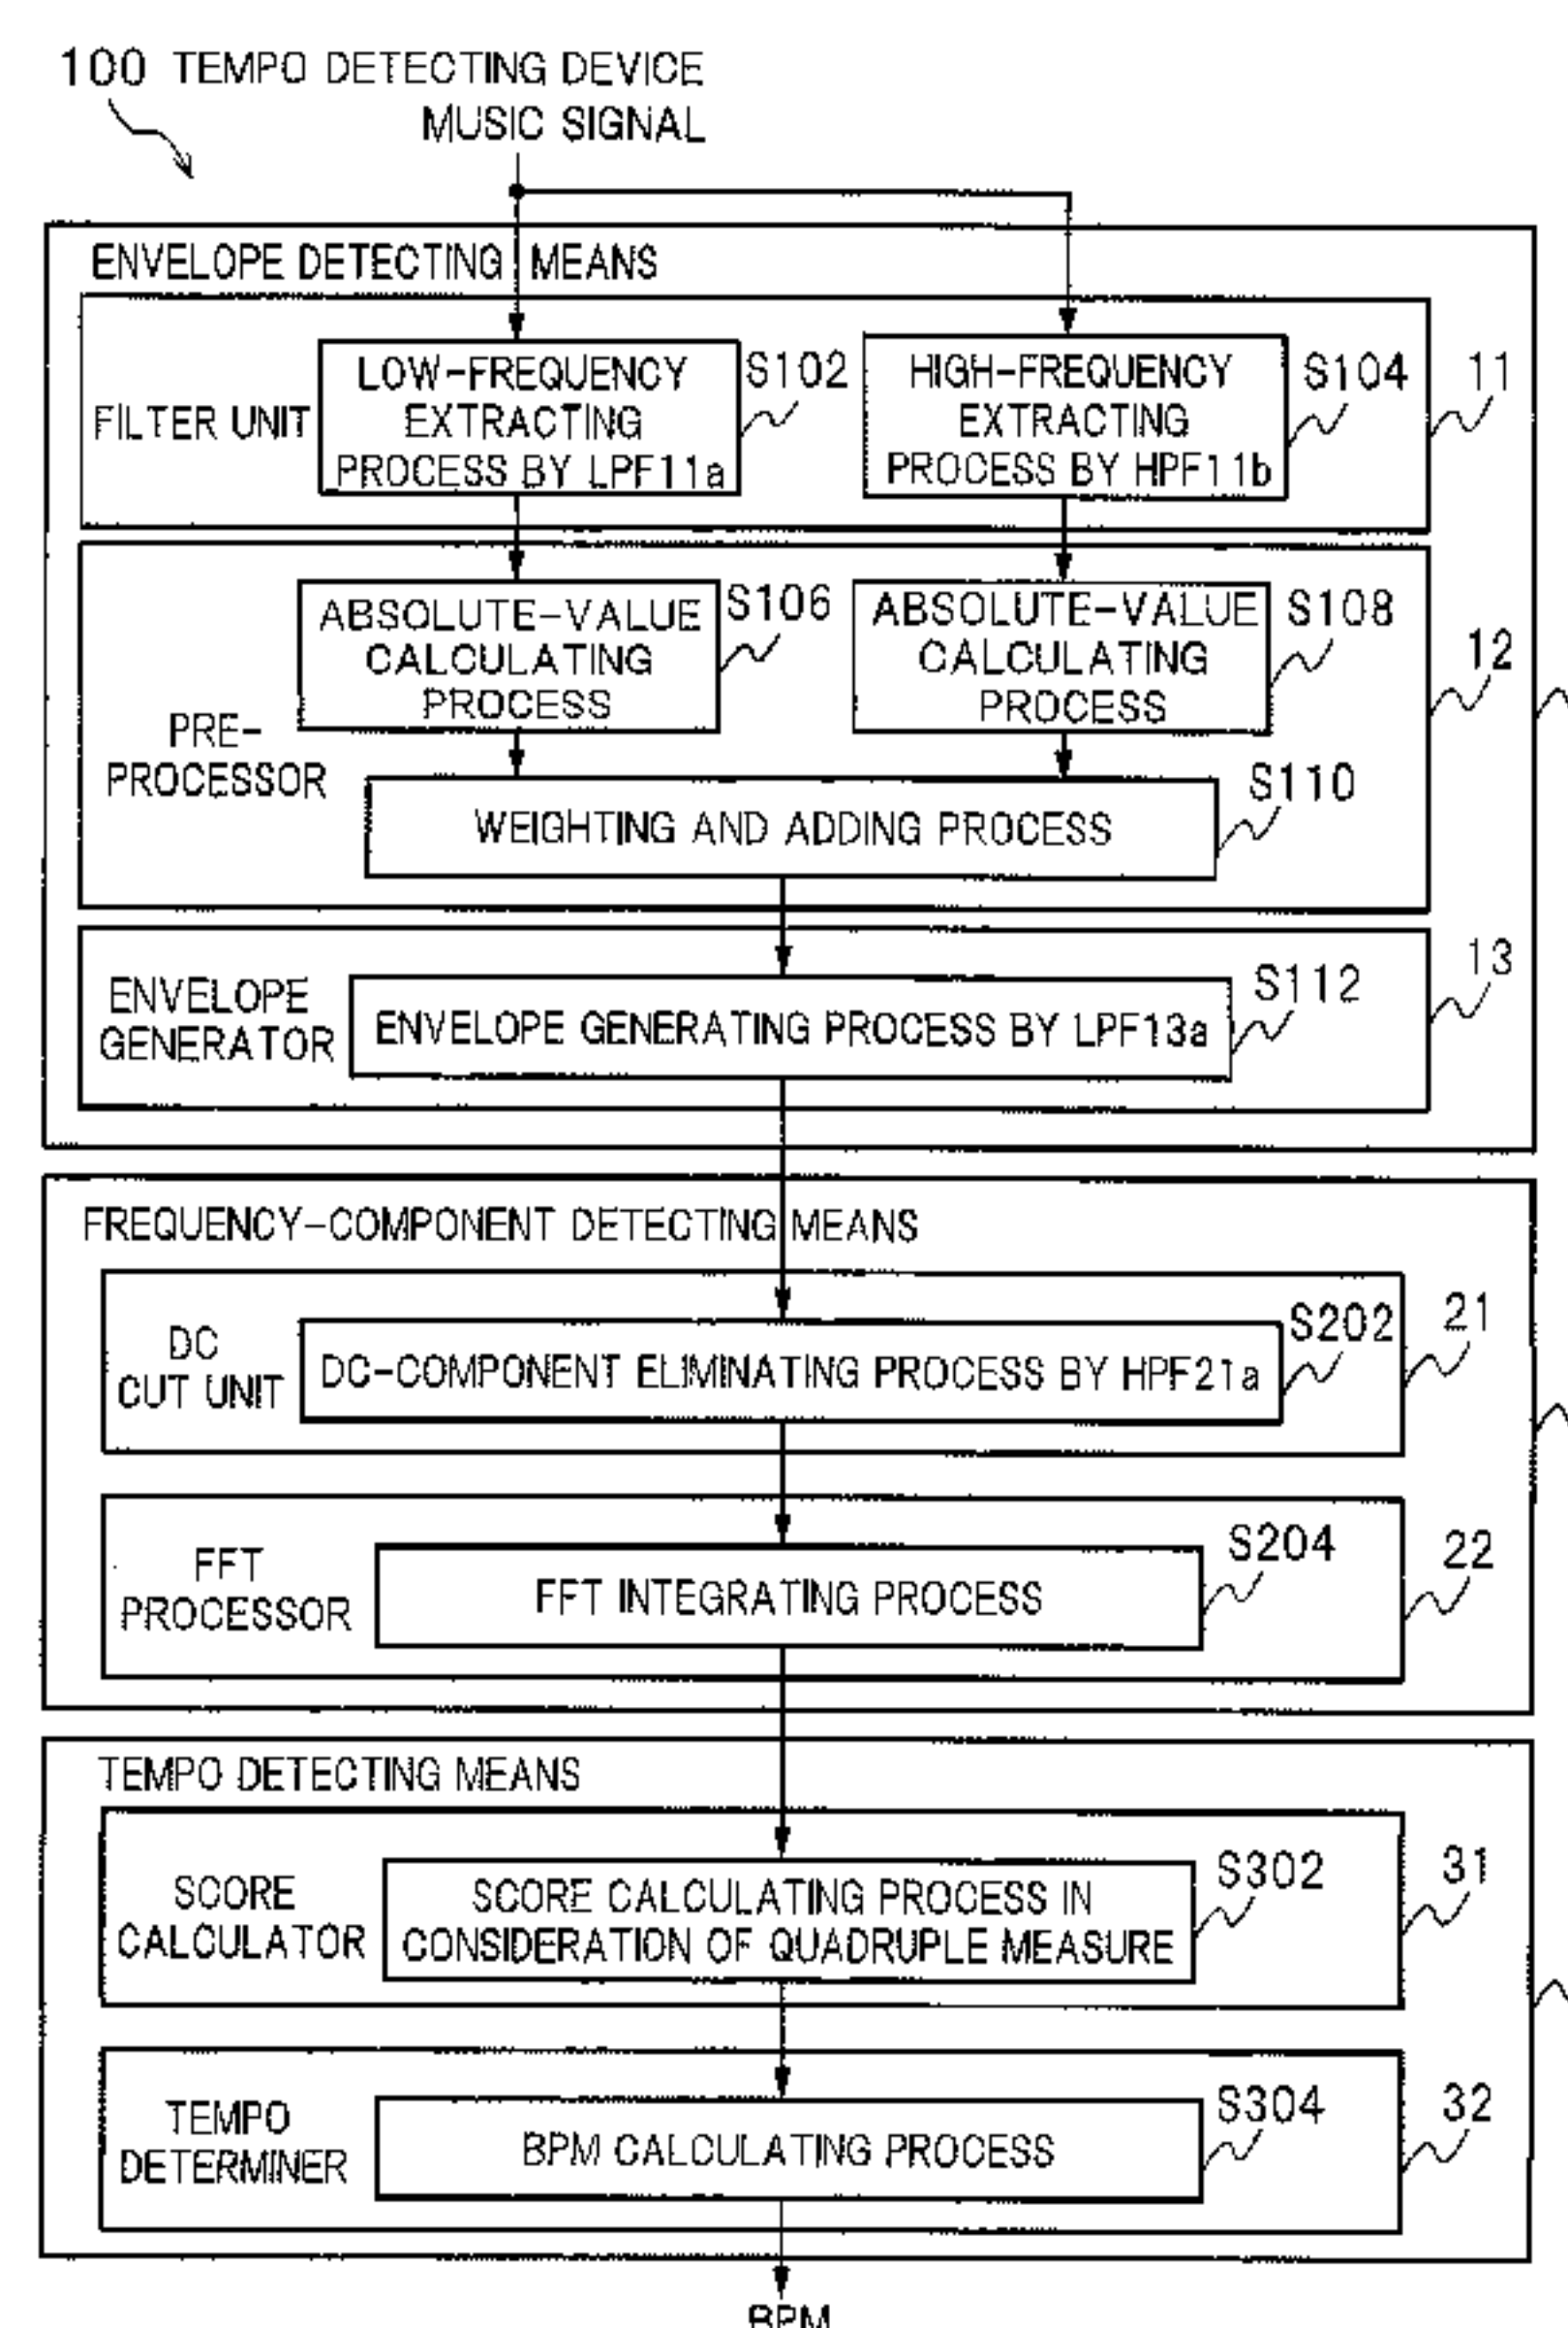 100 TEMPO DETECTING DEVICE
MUSIC SIGNAL
ENVELOPE DETECTING MEANS
FILTER UNIT
LOW-FREQUENCY
EXTRACTING
PROCESS BY LPF11a
S102
HIGH-FREQUENCY
EXTRACTING
PROCESS BY HPF11b
S104
11
PRE-
PROCESSOR
ABSOLUTE-VALUE
CALCULATING
PROCESS
S106
ABSOLUTE-VALUE
CALCULATING
PROCESS
S108
12
WEIGHTING AND ADDING PROCESS
S110
ENVELOPE
GENERATOR
ENVELOPE GENERATING PROCESS BY LPF13a
S112
13
FREQUENCY-COMPONENT DETECTING MEANS
DC
CUT UNIT
DC-COMPONENT ELIMINATING PROCESS BY HPF21a
S202
21
FFT
PROCESSOR
FFT INTEGRATING PROCESS
S204
22
TEMPO DETECTING MEANS
SCORE
CALCULATOR
SCORE CALCULATING PROCESS IN
CONSIDERATION OF QUADRUPLE MEASURE
S302
31
TEMPO
DETERMINER
BPM CALCULATING PROCESS
S304
32
BPM